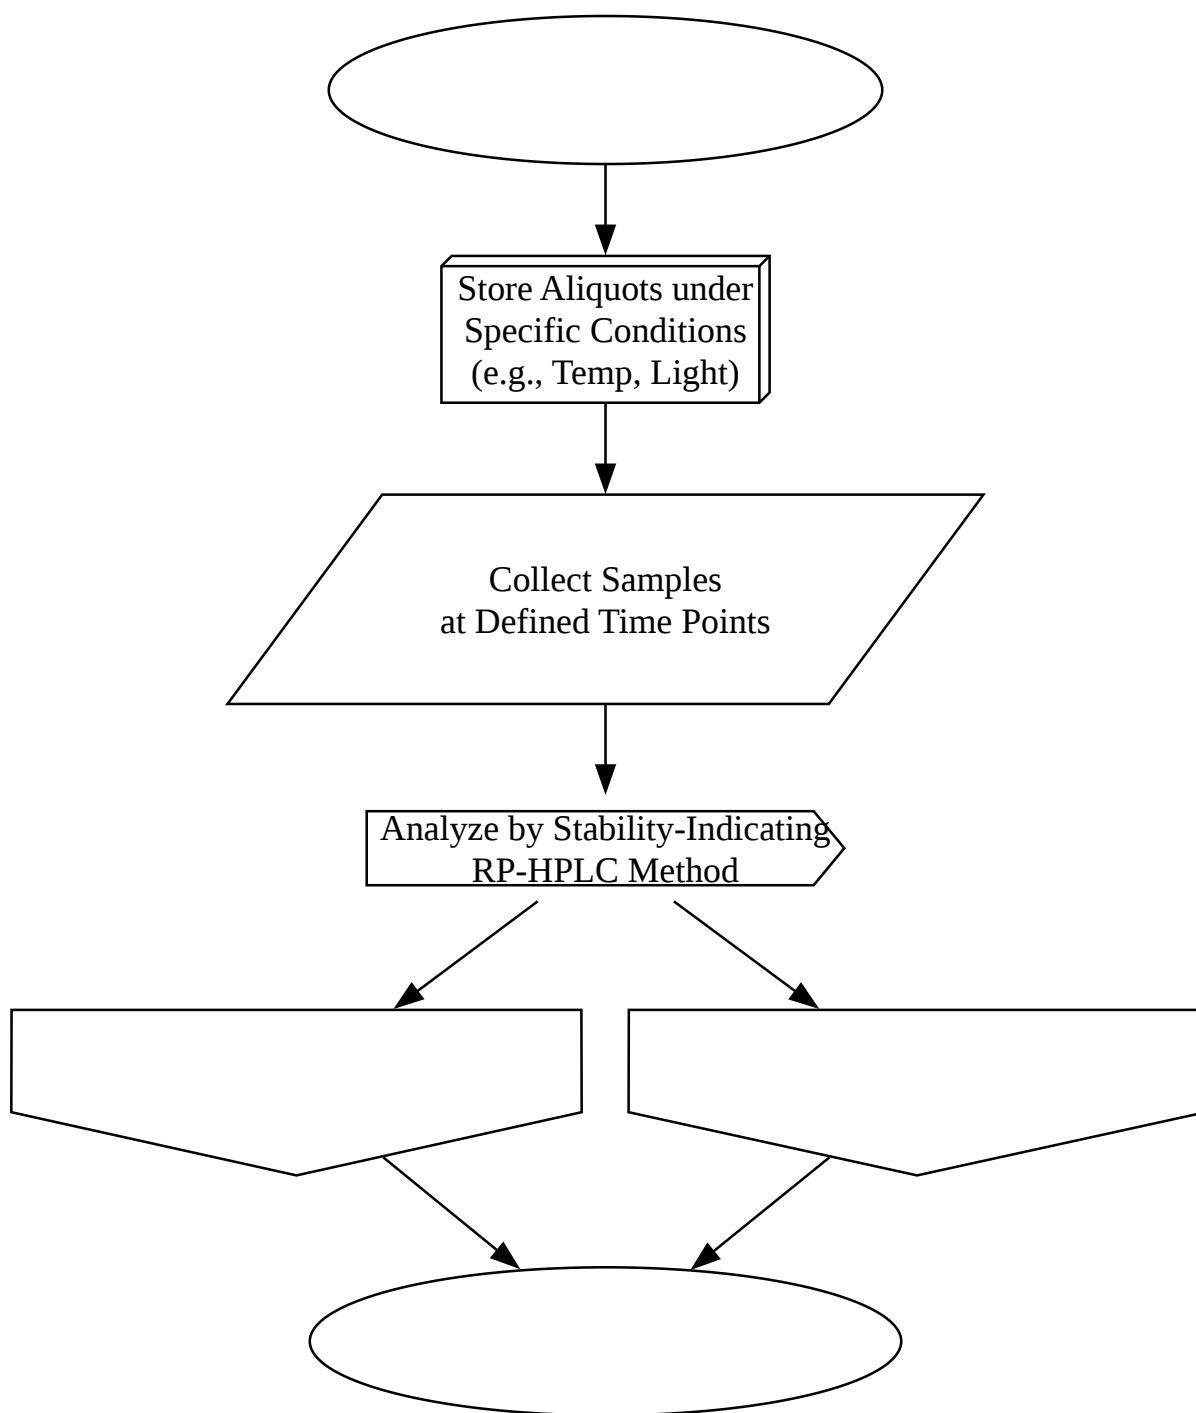 Store Aliquots under
Specific Conditions
(e.g., Temp, Light)
Collect Samples
at Defined Time Points
Analyze by Stability-Indicating
RP-HPLC Method